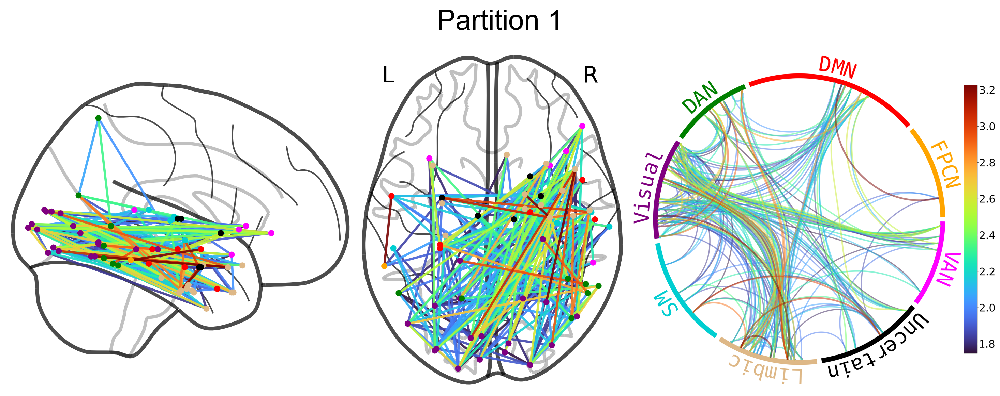 Partition 1
L
R
DMN
DAN
FPCN
Visual
VAN
SM
Uncertain
Limbic
3.2
3.0
2.8
2.6
2.4
2.2
2.0
1.8